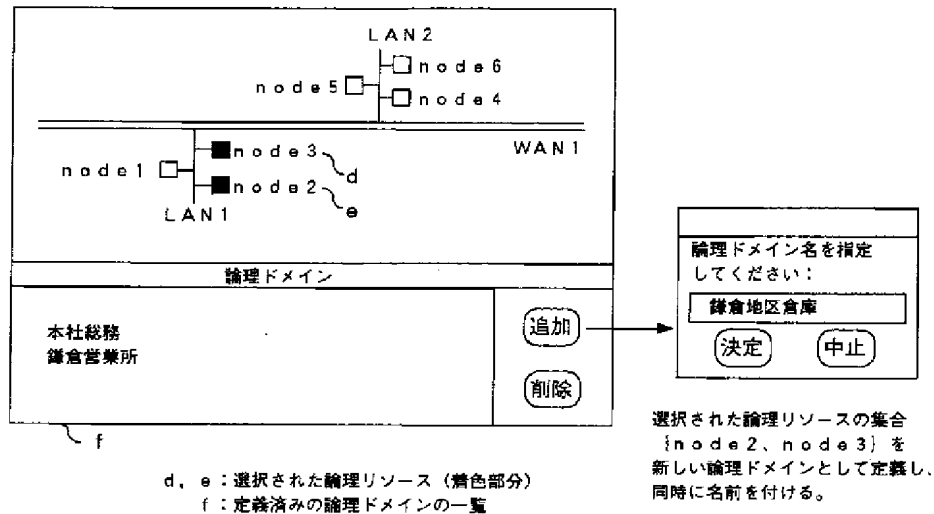 LAN2
node6
node5
node4
WAN1
node3
node1
node2
d
e
LAN1
論理ドメイン
本社総務
鎌倉営業所
追加
削除
f
論理ドメイン名を指定
してください：
鎌倉地区倉庫
決定
中止
選択された論理リソースの集合
{node2、node3}を
新しい論理ドメインとして定義し、
同時に名前を付ける。
d，e：選択された論理リソース（着色部分）
f：定義済みの論理ドメインの一覧